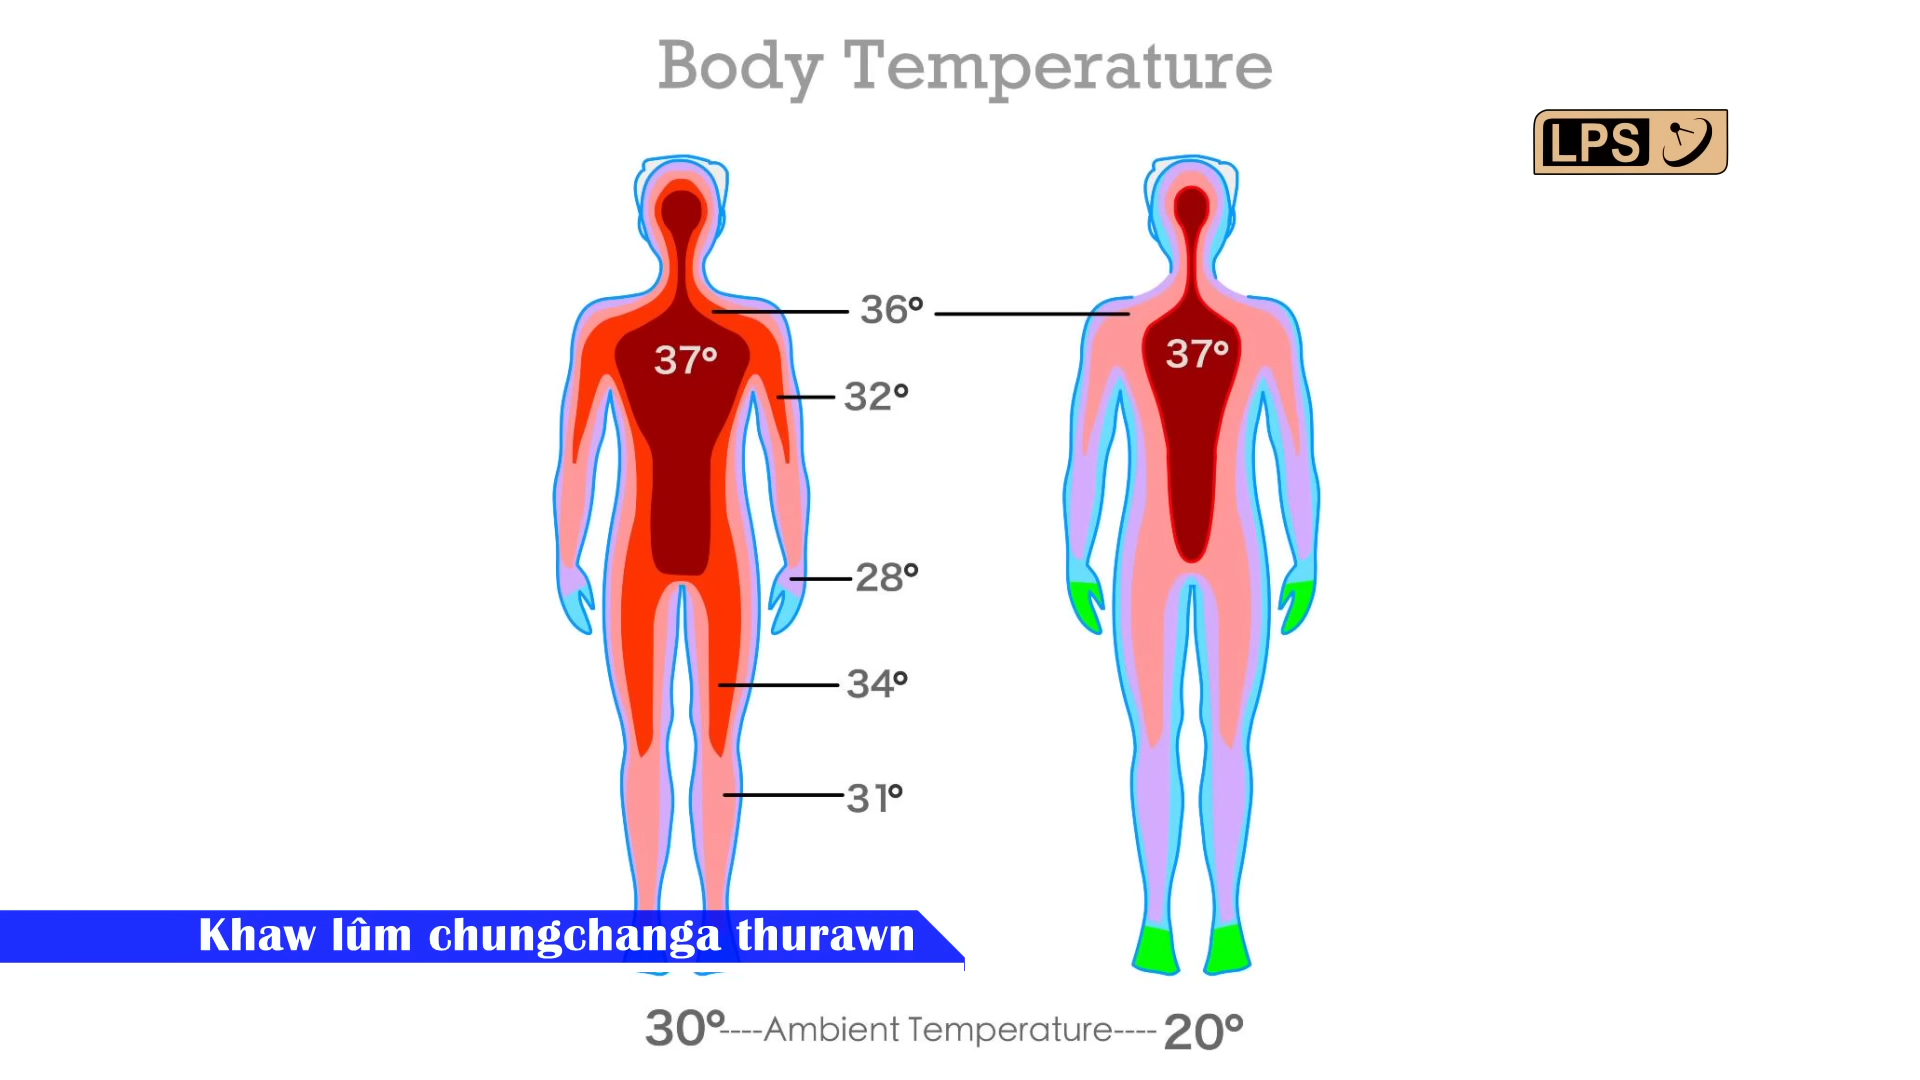 Body Temperature
LPS
36°
37°
37°
32°
28°
34°
31°
Khaw lûm chungchanga thurawn
30°----Ambient Temperature----20°